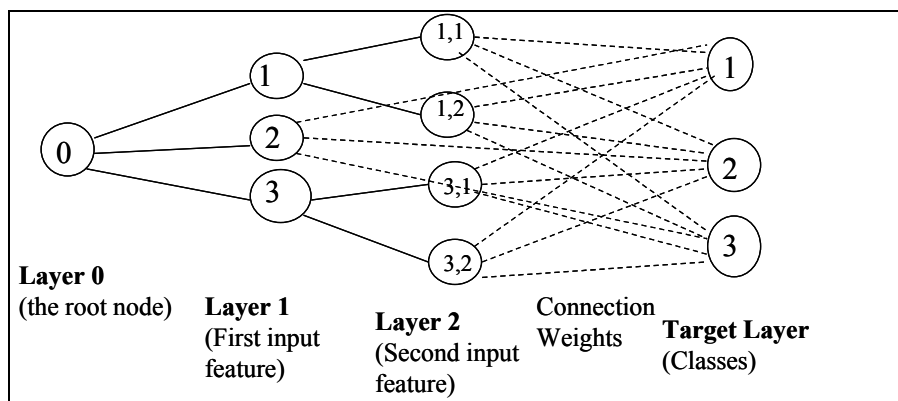 0
1
2
3
1,1
1,2
3,1
3,2
1
2
3
Layer 0
(the root node)
Layer 1
(First input
feature)
Layer 2
(Second input
feature)
Connection
Weights
Target Layer
(Classes)